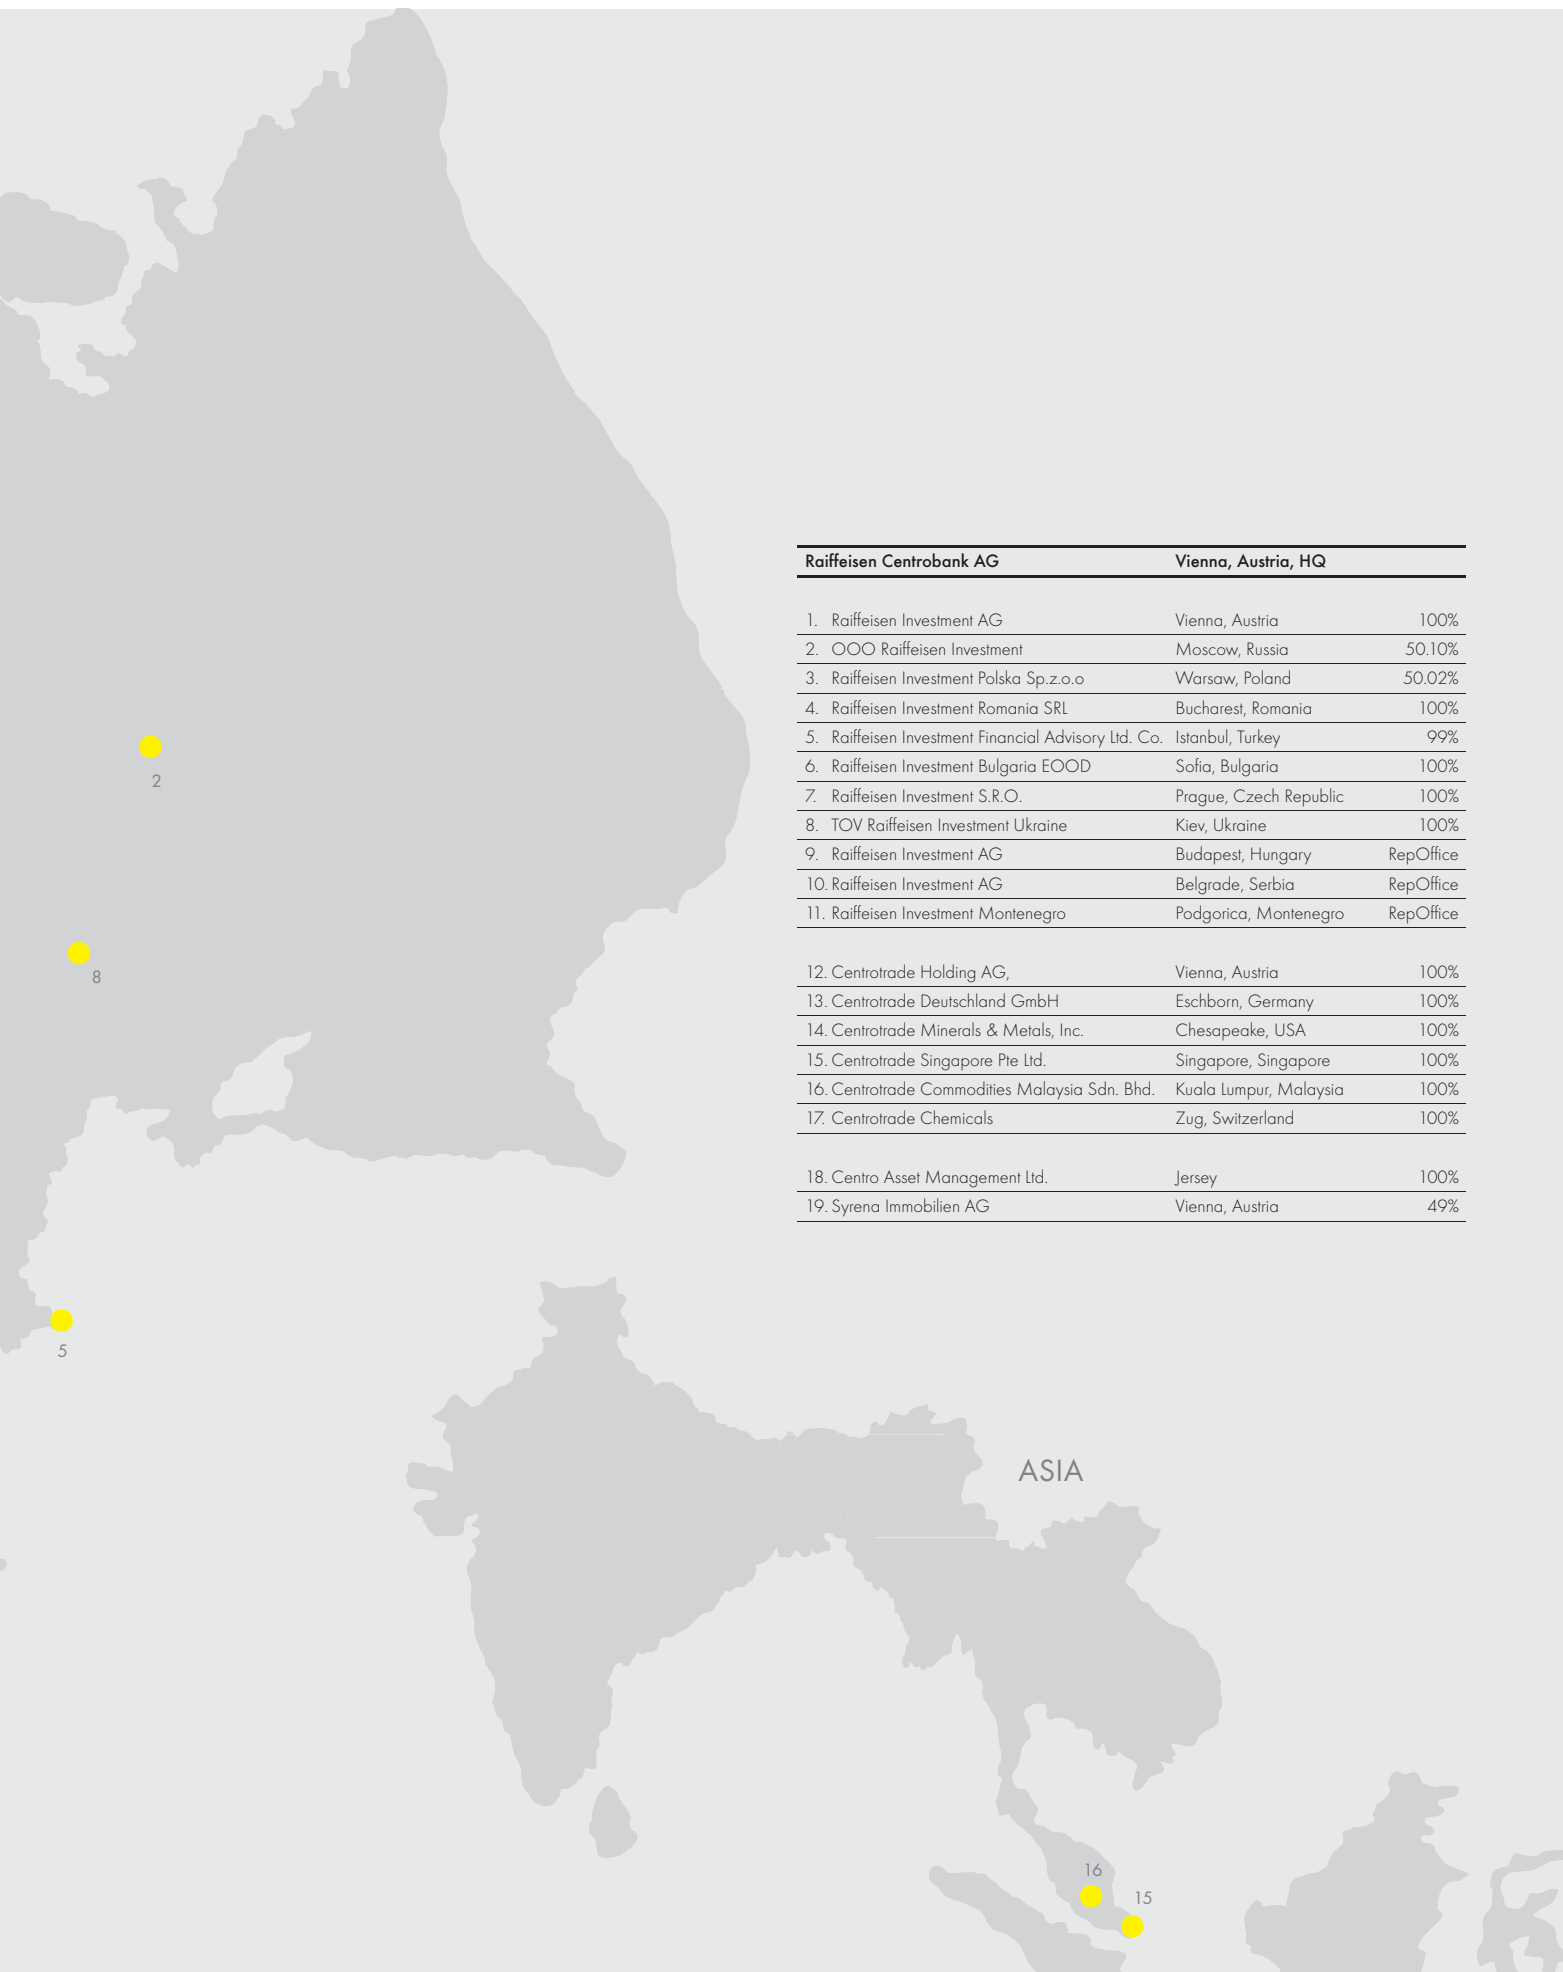 Raiffeisen Centrobank AG Vienna, Austria, HQ
1. Raiffeisen Investment AG Vienna, Austria 100%
2. OOO Raiffeisen Investment Moscow, Russia 50.10%
3. Raiffeisen Investment Polska Sp.z.o.o Warsaw, Poland 50.02%
4. Raiffeisen Investment Romania SRL Bucharest, Romania 100%
5. Raiffeisen Investment Financial Advisory Ltd. Co. Istanbul, Turkey 99%
6. Raiffeisen Investment Bulgaria EOOD Sofia, Bulgaria 100%
7. Raiffeisen Investment S.R.O. Prague, Czech Republic 100%
8. TOV Raiffeisen Investment Ukraine Kiev, Ukraine 100%
9. Raiffeisen Investment AG Budapest, Hungary RepOffice
10. Raiffeisen Investment AG Belgrade, Serbia RepOffice
11. Raiffeisen Investment Montenegro Podgorica, Montenegro RepOffice
12. Centrotrade Holding AG, Vienna, Austria 100%
13. Centrotrade Deutschland GmbH Eschborn, Germany 100%
14. Centrotrade Minerals & Metals, Inc. Chesapeake, USA 100%
15. Centrotrade Singapore Pte Ltd. Singapore, Singapore 100%
16. Centrotrade Commodities Malaysia Sdn. Bhd. Kuala Lumpur, Malaysia 100%
17. Centrotrade Chemicals Zug, Switzerland 100%
18. Centro Asset Management Ltd. Jersey 100%
19. Syrena Immobilien AG Vienna, Austria 49%
2
8
5
ASIA
16
15